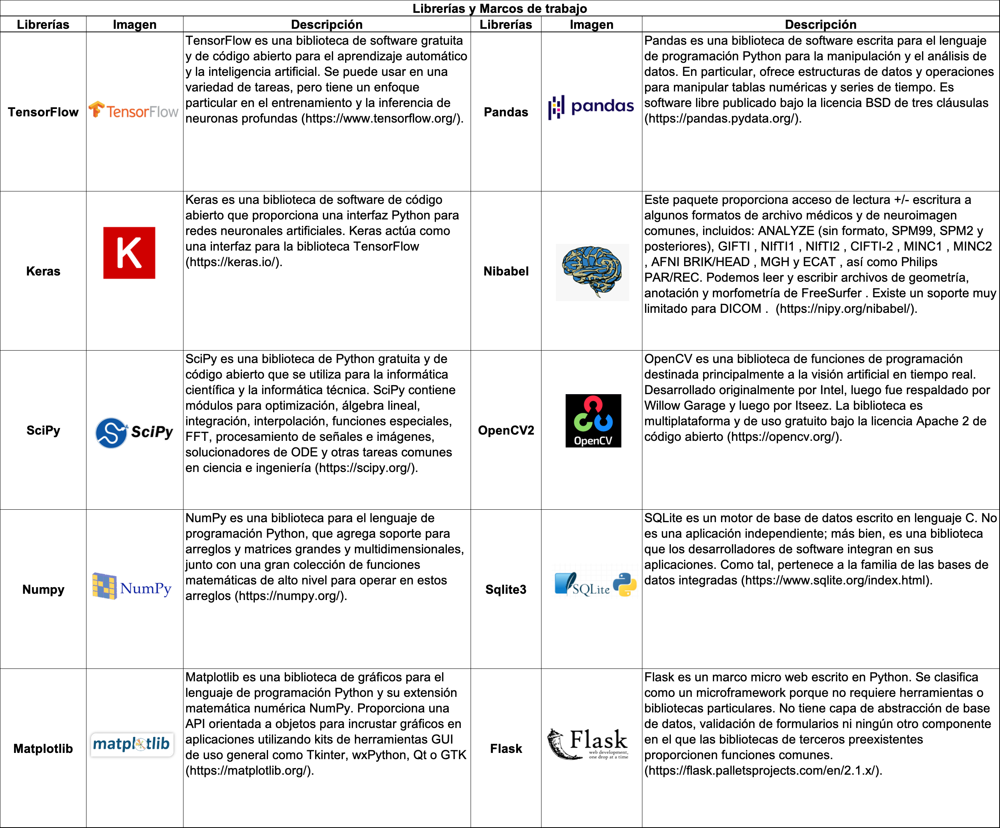 Librerías y Marcos de trabajo
Librerías Imagen Descripción Librerías Imagen Descripción
TensorFlow
TensorFlow
TensorFlow es una biblioteca de software gratuita
y de código abierto para el aprendizaje automático
y la inteligencia artificial. Se puede usar en una
variedad de tareas, pero tiene un enfoque
particular en el entrenamiento y la inferencia de
neuronas profundas (https://www.tensorflow.org/).
Pandas
pandas
Pandas es una biblioteca de software escrita para el lenguaje
de programación Python para la manipulación y el análisis de
datos. En particular, ofrece estructuras de datos y operaciones
para manipular tablas numéricas y series de tiempo. Es
software libre publicado bajo la licencia BSD de tres cláusulas
(https://pandas.pydata.org/).
Keras
K
Keras es una biblioteca de software de código
abierto que proporciona una interfaz Python para
redes neuronales artificiales. Keras actúa como
una interfaz para la biblioteca TensorFlow
(https://keras.io/).
Nibabel
Este paquete proporciona acceso de lectura +/- escritura a
algunos formatos de archivo médicos y de neuroimagen
comunes, incluidos: ANALYZE (sin formato, SPM99, SPM2 y
posteriores), GIFTI , NIfTI1 , NIfTI2 , CIFTI-2 , MINC1 , MINC2
, AFNI BRIK/HEAD , MGH y ECAT , así como Philips
PAR/REC. Podemos leer y escribir archivos de geometría,
anotación y morfometría de FreeSurfer . Existe un soporte muy
limitado para DICOM .  (https://nipy.org/nibabel/).
SciPy
SciPy
SciPy es una biblioteca de Python gratuita y de
código abierto que se utiliza para la informática
científica y la informática técnica. SciPy contiene
módulos para optimización, álgebra lineal,
integración, interpolación, funciones especiales,
FFT, procesamiento de señales e imágenes,
solucionadores de ODE y otras tareas comunes
en ciencia e ingeniería (https://scipy.org/).
OpenCV2
OpenCV
OpenCV es una biblioteca de funciones de programación
destinada principalmente a la visión artificial en tiempo real.
Desarrollado originalmente por Intel, luego fue respaldado por
Willow Garage y luego por Itseez. La biblioteca es
multiplataforma y de uso gratuito bajo la licencia Apache 2 de
código abierto (https://opencv.org/).
Numpy
NumPy
NumPy es una biblioteca para el lenguaje de
programación Python, que agrega soporte para
arreglos y matrices grandes y multidimensionales,
junto con una gran colección de funciones
matemáticas de alto nivel para operar en estos
arreglos (https://numpy.org/).
Sqlite3
SQLite
SQLite es un motor de base de datos escrito en lenguaje C. No
es una aplicación independiente; más bien, es una biblioteca
que los desarrolladores de software integran en sus
aplicaciones. Como tal, pertenece a la familia de las bases de
datos integradas (https://www.sqlite.org/index.html).
Matplotlib
matplotlib
Matplotlib es una biblioteca de gráficos para el
lenguaje de programación Python y su extensión
matemática numérica NumPy. Proporciona una
API orientada a objetos para incrustar gráficos en
aplicaciones utilizando kits de herramientas GUI
de uso general como Tkinter, wxPython, Qt o GTK
(https://matplotlib.org/).
Flask
Flask
web development,
one drop at a time
Flask es un marco micro web escrito en Python. Se clasifica
como un microframework porque no requiere herramientas o
bibliotecas particulares. No tiene capa de abstracción de base
de datos, validación de formularios ni ningún otro componente
en el que las bibliotecas de terceros preexistentes
proporcionen funciones comunes.
(https://flask.palletsprojects.com/en/2.1.x/).